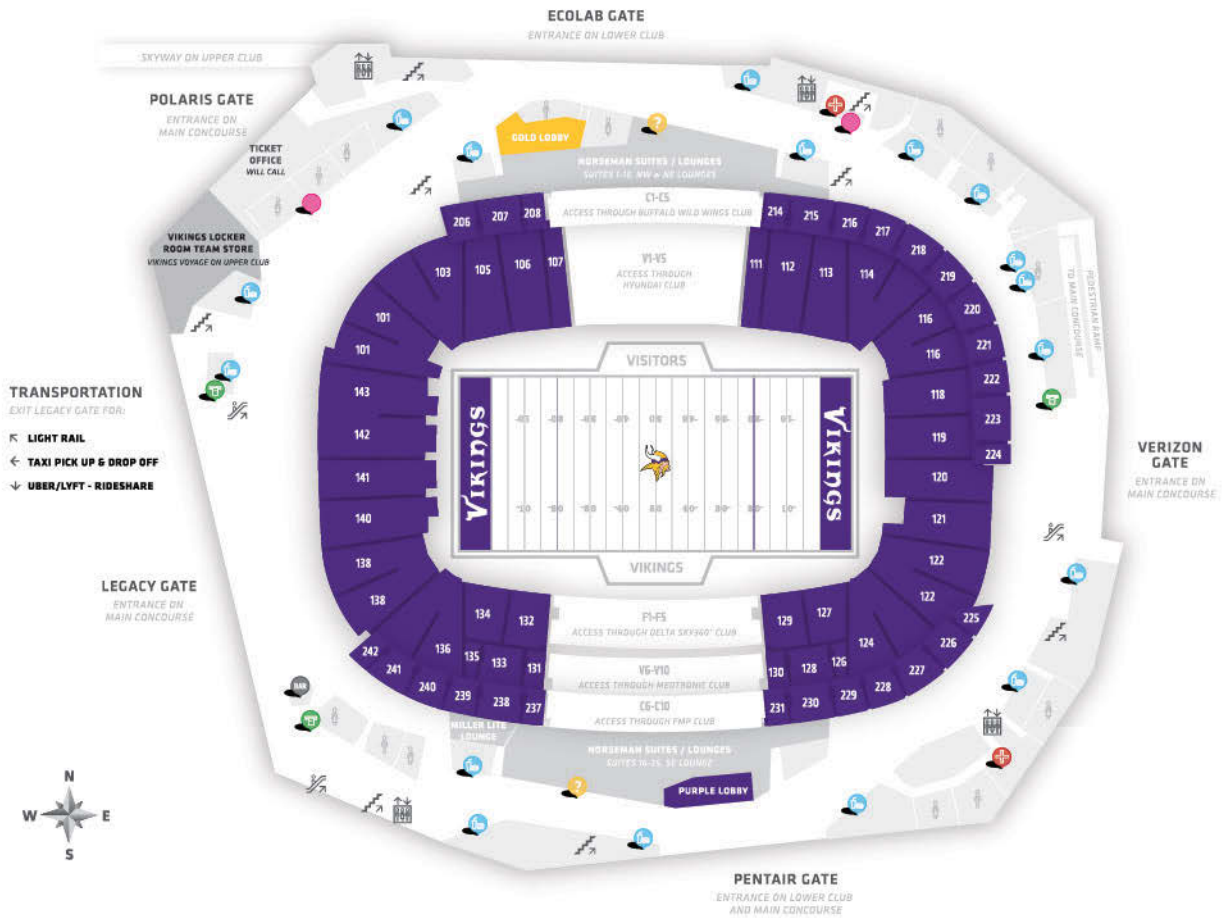 ECOLAB GATE
ENTRANCE ON LOWER CLUB
SKYWAY ON UPPER CLUB
POLARIS GATE
ENTRANCE ON
MAIN CONCOURSE
TICKET
OFFICE
WILL CALL
GOLD LOBBY
?
NORSEMAN SUITES / LOUNGES
SUITES 1-18, NW & NE LOUNGES
C1-C5
ACCESS THROUGH BUFFALO WILD WINGS CLUB
206
207
208
214
215
216
217
218
219
220
221
222
223
224
VIKINGS LOCKER
ROOM TEAM STORE
VIKINGS VOYAGE ON UPPER CLUB
V1-V5
ACCESS THROUGH
HYUNDAI CLUB
101
101
103
105
106
107
111
112
113
114
116
116
118
119
120
121
122
122
PEDESTRIAN RAMP
TO MAIN CONCOURSE
VISITORS
VIKINGS
VIKINGS
VIKINGS
143
142
141
140
138
138
TRANSPORTATION
EXIT LEGACY GATE FOR:
LIGHT RAIL
TAXI PICK UP & DROP OFF
UBER/LYFT - RIDESHARE
VERIZON
GATE
ENTRANCE ON
MAIN CONCOURSE
LEGACY GATE
ENTRANCE ON
MAIN CONCOURSE
F1-F5
ACCESS THROUGH DELTA SKY360° CLUB
V6-V10
ACCESS THROUGH MEDTRONIC CLUB
C6-C10
ACCESS THROUGH FMP CLUB
136
134
132
135
133
131
129
127
124
130
128
126
242
241
240
239
238
237
231
230
229
228
227
226
225
BAR
MILLER LITE
LOUNGE
NORSEMAN SUITES / LOUNGES
?
PURPLE LOBBY
N
W E
S
PENTAIR GATE
ENTRANCE ON LOWER CLUB
AND MAIN CONCOURSE